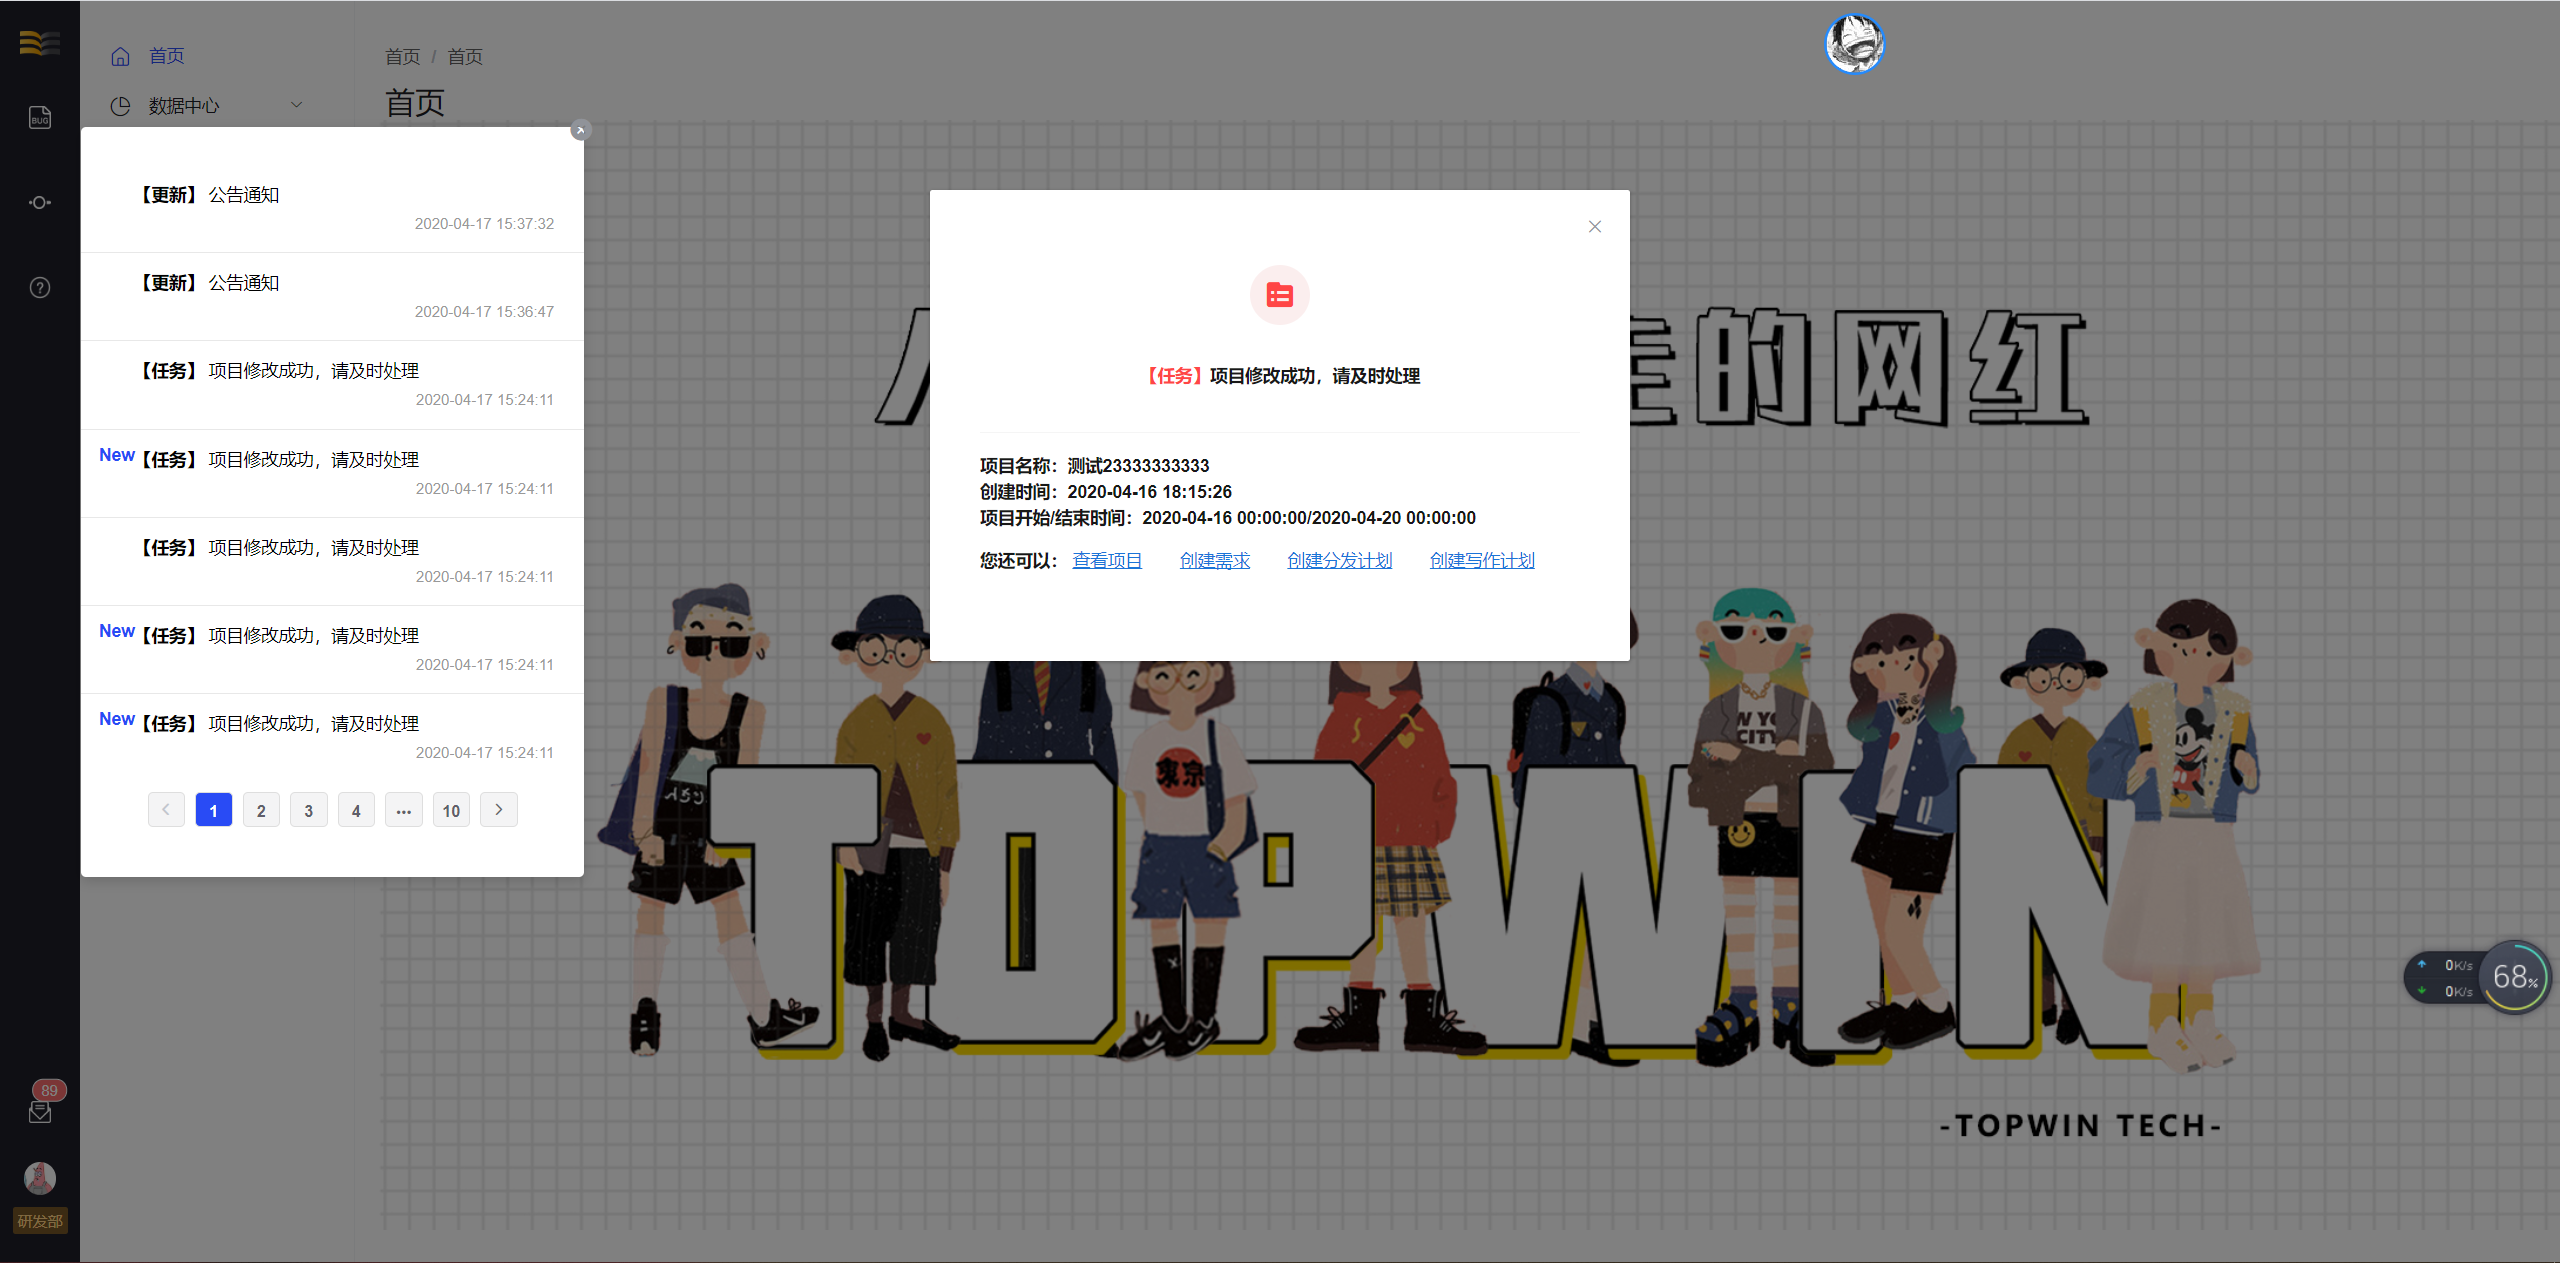 首页
数据中心
首页 / 首页
首页
BUG
【更新】 公告通知
2020-04-17 15:37:32
【更新】 公告通知
2020-04-17 15:36:47
【任务】 项目修改成功，请及时处理
2020-04-17 15:24:11
New 【任务】 项目修改成功，请及时处理
2020-04-17 15:24:11
【任务】 项目修改成功，请及时处理
2020-04-17 15:24:11
New 【任务】 项目修改成功，请及时处理
2020-04-17 15:24:11
New 【任务】 项目修改成功，请及时处理
2020-04-17 15:24:11
1 2 3 4 ··· 10
89
研发部
【任务】项目修改成功，请及时处理
项目名称：测试23333333333
创建时间：2020-04-16 18:15:26
项目开始/结束时间：2020-04-16 00:00:00/2020-04-20 00:00:00
您还可以： 查看项目 创建需求 创建分发计划 创建写作计划
的网红
東京
CITY
TOPWIN
-TOPWIN TECH-
0K/s
0K/s
68%